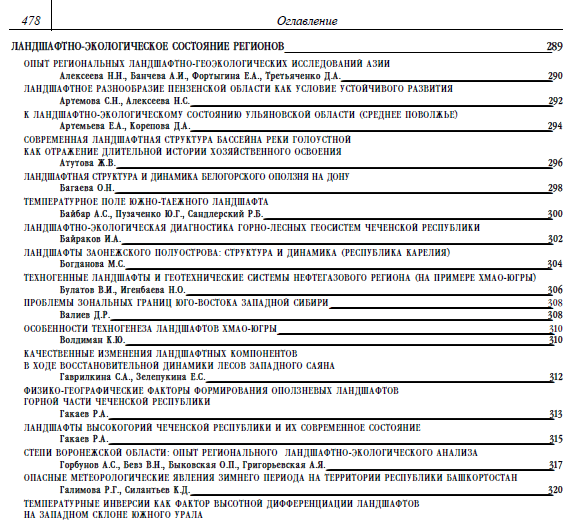 478 Оглавление
ЛАНДШАФТНО-ЭКОЛОГИЧЕСКОЕ СОСТОЯНИЕ РЕГИОНОВ 289
ОПЫТ РЕГИОНАЛЬНЫХ ЛАНДШАФТНО-ГЕОЭКОЛОГИЧЕСКИХ ИССЛЕДОВАНИЙ АЗИИ
Алексеева Н.Н., Банчева А.И., Фортыгина Е.А., Третьяченко Д.А. 290
ЛАНДШАФТНОЕ РАЗНООБРАЗИЕ ПЕНЗЕНСКОЙ ОБЛАСТИ КАК УСЛОВИЕ УСТОЙЧИВОГО РАЗВИТИЯ
Артемова С.Н., Алексеева Н.С. 292
К ЛАНДШАФТНО-ЭКОЛОГИЧЕСКОМУ СОСТОЯНИЮ УЛЬЯНОВСКОЙ ОБЛАСТИ (СРЕДНЕЕ ПОВОЛЖЬЕ)
Артемьева Е.А., Корепова Д.А. 294
СОВРЕМЕННАЯ ЛАНДШАФТНАЯ СТРУКТУРА БАССЕЙНА РЕКИ ГОЛОУСТНОЙ
КАК ОТРАЖЕНИЕ ДЛИТЕЛЬНОЙ ИСТОРИИ ХОЗЯЙСТВЕННОГО ОСВОЕНИЯ
Атутова Ж.В. 296
ЛАНДШАФТНАЯ СТРУКТУРА И ДИНАМИКА БЕЛОГОРСКОГО ОПОЛЗНЯ НА ДОНУ
Багаева О.Н. 298
ТЕМПЕРАТУРНОЕ ПОЛЕ ЮЖНО-ТАЕЖНОГО ЛАНДШАФТА
Байбар А.С., Пузаченко Ю.Г., Сандлерский Р.Б. 300
ЛАНДШАФТНО-ЭКОЛОГИЧЕСКАЯ ДИАГНОСТИКА ГОРНО-ЛЕСНЫХ ГЕОСИСТЕМ ЧЕЧЕНСКОЙ РЕСПУБЛИКИ
Байраков И.А. 302
ЛАНДШАФТЫ ЗАОНЕЖСКОГО ПОЛУОСТРОВА: СТРУКТУРА И ДИНАМИКА (РЕСПУБЛИКА КАРЕЛИЯ)
Богданова М.С. 304
ТЕХНОГЕННЫЕ ЛАНДШАФТЫ И ГЕОТЕХНИЧЕСКИЕ СИСТЕМЫ НЕФТЕГАЗОВОГО РЕГИОНА (НА ПРИМЕРЕ ХМАО-ЮГРЫ)
Булатов В.И., Игенбаева Н.О. 306
ПРОБЛЕМЫ ЗОНАЛЬНЫХ ГРАНИЦ ЮГО-ВОСТОКА ЗАПАДНОЙ СИБИРИ 308
Валиев Д.Р. 308
ОСОБЕННОСТИ ТЕХНОГЕНЕЗА ЛАНДШАФТОВ ХМАО-ЮГРЫ 310
Волдиман К.Ю. 310
КАЧЕСТВЕННЫЕ ИЗМЕНЕНИЯ ЛАНДШАФТНЫХ КОМПОНЕНТОВ
В ХОДЕ ВОССТАНОВИТЕЛЬНОЙ ДИНАМИКИ ЛЕСОВ ЗАПАДНОГО САЯНА
Гаврилкина С.А., Зелепукина Е.С. 312
ФИЗИКО-ГЕОГРАФИЧЕСКИЕ ФАКТОРЫ ФОРМИРОВАНИЯ ОПОЛЗНЕВЫХ ЛАНДШАФТОВ
ГОРНОЙ ЧАСТИ ЧЕЧЕНСКОЙ РЕСПУБЛИКИ
Гакаев Р.А. 313
ЛАНДШАФТЫ ВЫСОКОГОРИЙ ЧЕЧЕНСКОЙ РЕСПУБЛИКИ И ИХ СОВРЕМЕННОЕ СОСТОЯНИЕ
Гакаев Р.А. 315
СТЕПИ ВОРОНЕЖСКОЙ ОБЛАСТИ: ОПЫТ РЕГИОНАЛЬНОГО ЛАНДШАФТНО-ЭКОЛОГИЧЕСКОГО АНАЛИЗА
Горбунов А.С., Бевз В.Н., Быковская О.П., Григорьевская А.Я. 317
ОПАСНЫЕ МЕТЕОРОЛОГИЧЕСКИЕ ЯВЛЕНИЯ ЗИМНЕГО ПЕРИОДА НА ТЕРРИТОРИИ РЕСПУБЛИКИ БАШКОРТОСТАН
Галимова Р.Г., Силантьев К.Д. 320
ТЕМПЕРАТУРНЫЕ ИНВЕРСИИ КАК ФАКТОР ВЫСОТНОЙ ДИФФЕРЕНЦИАЦИИ ЛАНДШАФТОВ
НА ЗАПАДНОМ СКЛОНЕ ЮЖНОГО УРАЛА